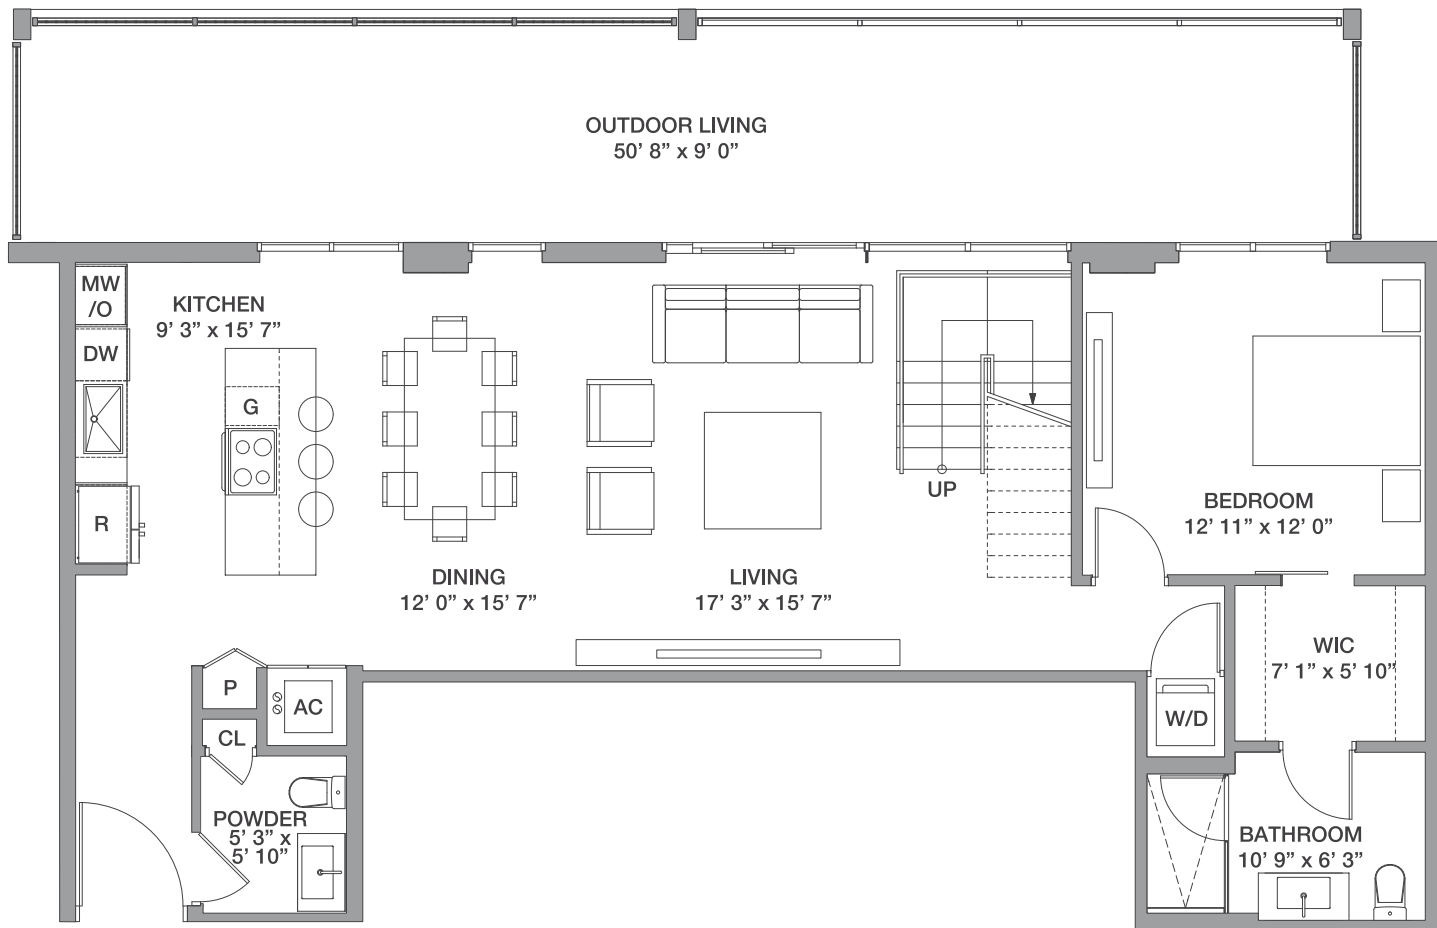 OUTDOOR LIVING
50’ 8” x 9’ 0”
MW
/O
KITCHEN
9’ 3” x 15’ 7”
DW
G
R
UP
BEDROOM
12’ 11” x 12’ 0”
DINING
12’ 0” x 15’ 7”
LIVING
17’ 3” x 15’ 7”
WIC
7’ 1” x 5’ 10”
P
AC
W/D
CL
POWDER
5’ 3” x
5’ 10”
BATHROOM
10’ 9” x 6’ 3”